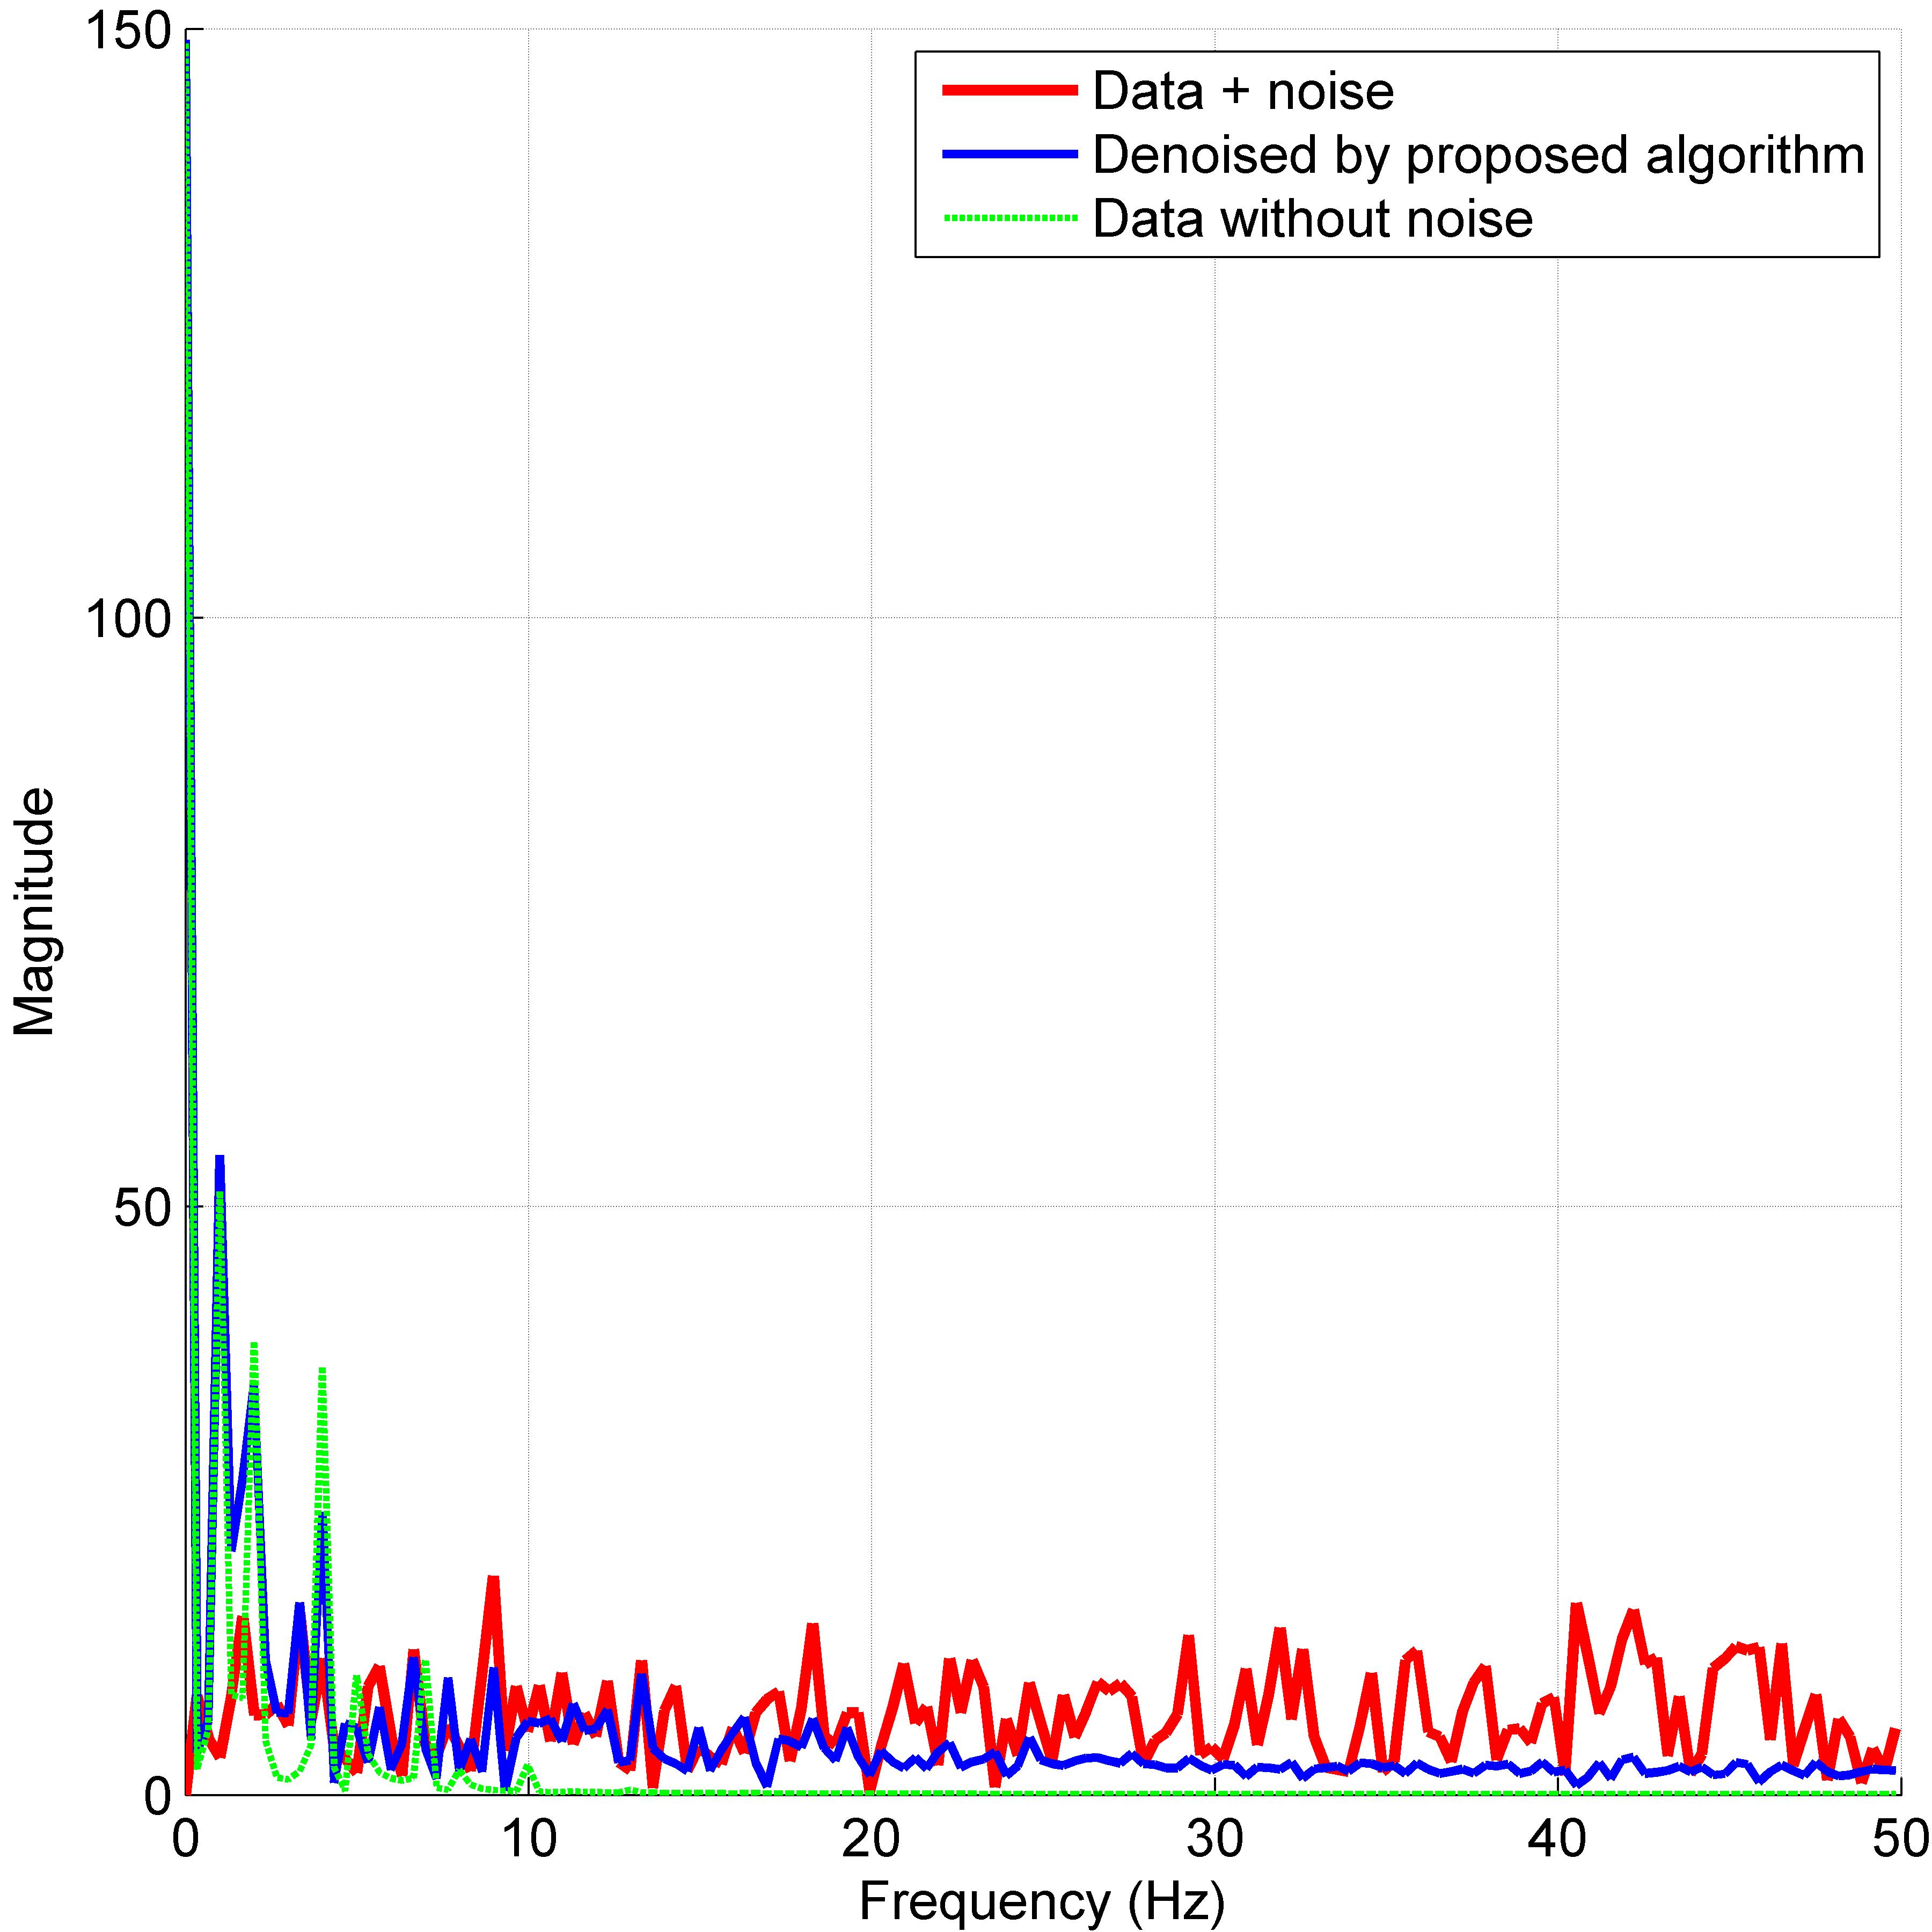 150
100
50
0
Magnitude
Data + noise
Denoised by proposed algorithm
Data without noise
0 10 20 30 40 50
Frequency (Hz)